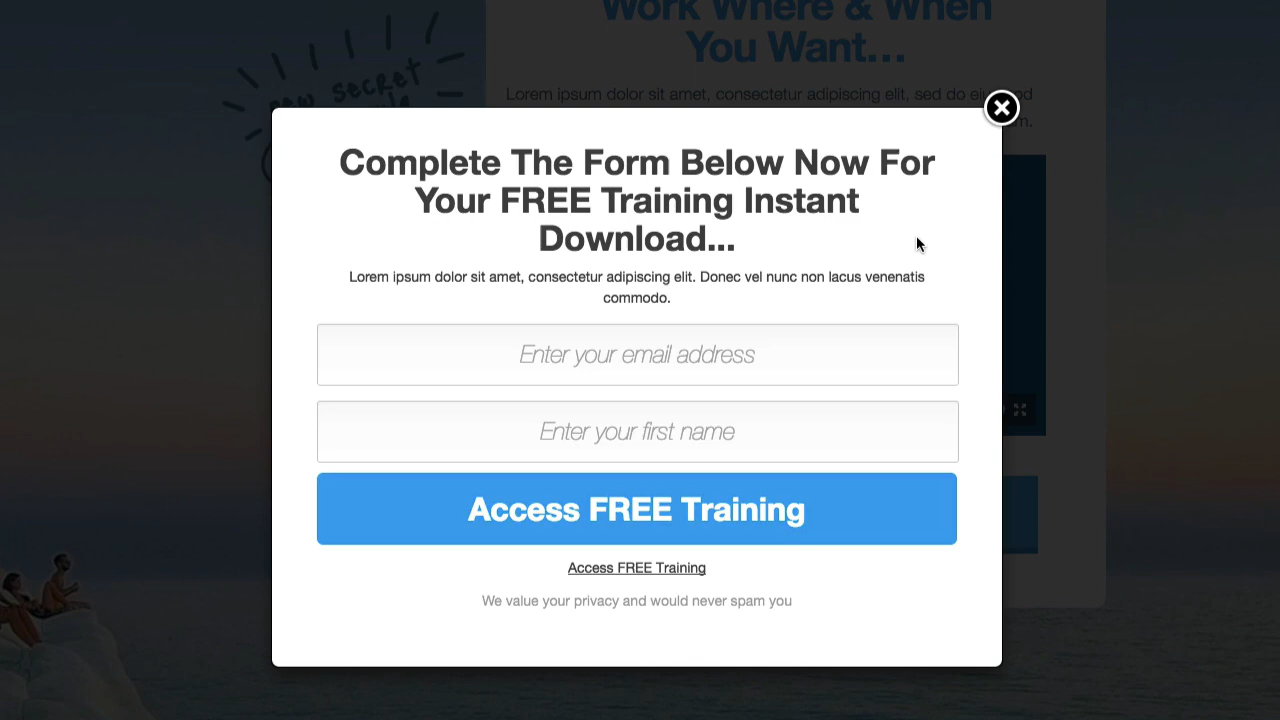 Work Where & When
You Want...
new secret
Lorem ipsum dolor sit amet, consectetur adipiscing elit, sed do
m.
Complete The Form Below Now For
Your FREE Training Instant
Download...
Lorem ipsum dolor sit amet, consectetur adipiscing elit. Donec vel nunc non lacus venenatis
commodo.
Enter your email address
Enter your first name
Access FREE Training
Access FREE Training
We value your privacy and would never spam you